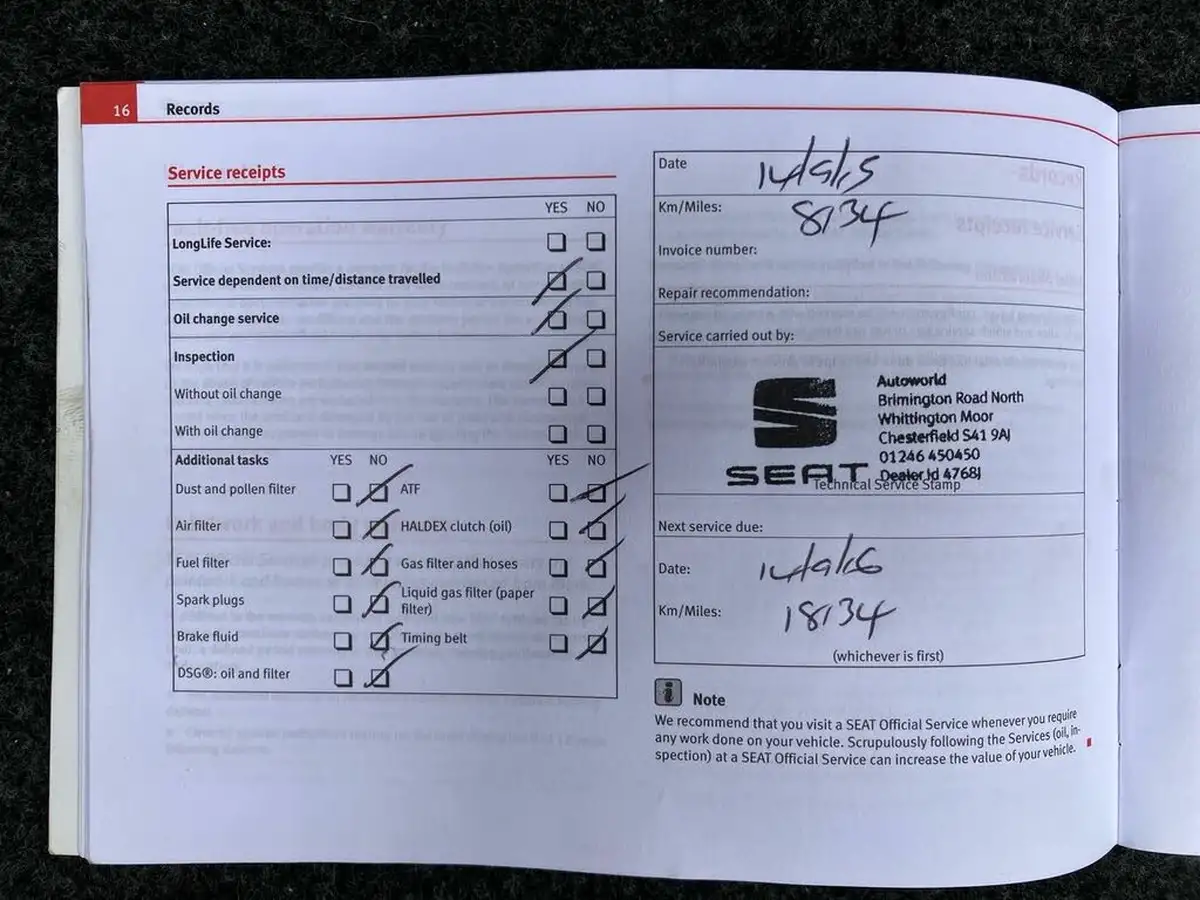 16
Records
Service receipts
YES NO
LongLife Service:
Service dependent on time/distance travelled
Oil change service
Inspection
Without oil change
With oil change
Additional tasks YES NO YES NO
Dust and pollen filter ATF
Air filter HALDEX clutch (oil)
Fuel filter Gas filter and hoses
Spark plugs Liquid gas filter (paper
filter)
Brake fluid Timing belt
DSG®: oil and filter
Date 14/9/15
Km/Miles: 8134
Invoice number:
Repair recommendation:
Service carried out by:
Autoworld
Brimington Road North
Whittington Moor
Chesterfield S41 9AJ
01246 450450
SEAT Dealer Id 4768J
Technical Service Stamp
Next service due:
Date: 14/9/16
Km/Miles: 18134
(whichever is first)
Note
We recommend that you visit a SEAT Official Service whenever you require
any work done on your vehicle. Scrupulously following the Services (oil, in-
spection) at a SEAT Official Service can increase the value of your vehicle.